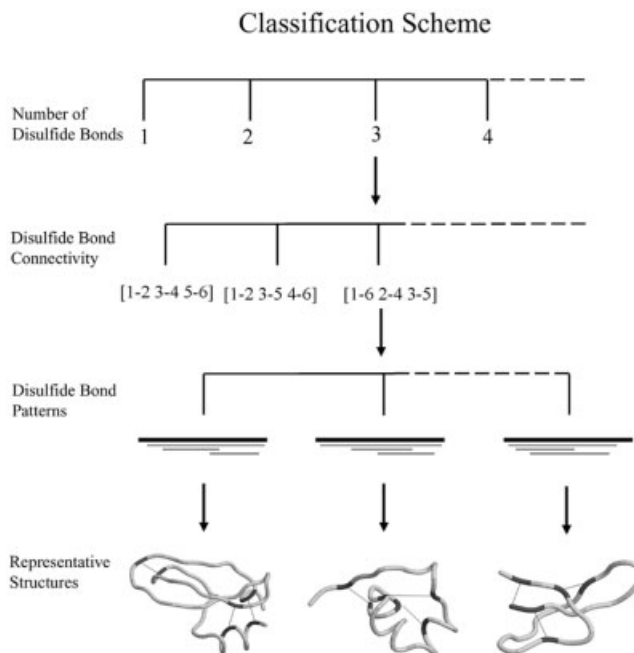 Classification Scheme
Number of
Disulfide Bonds
1 2 3 4
Disulfide Bond
Connectivity
[1-2 3-4 5-6] [1-2 3-5 4-6] [1-6 2-4 3-5]
Disulfide Bond
Patterns
Representative
Structures